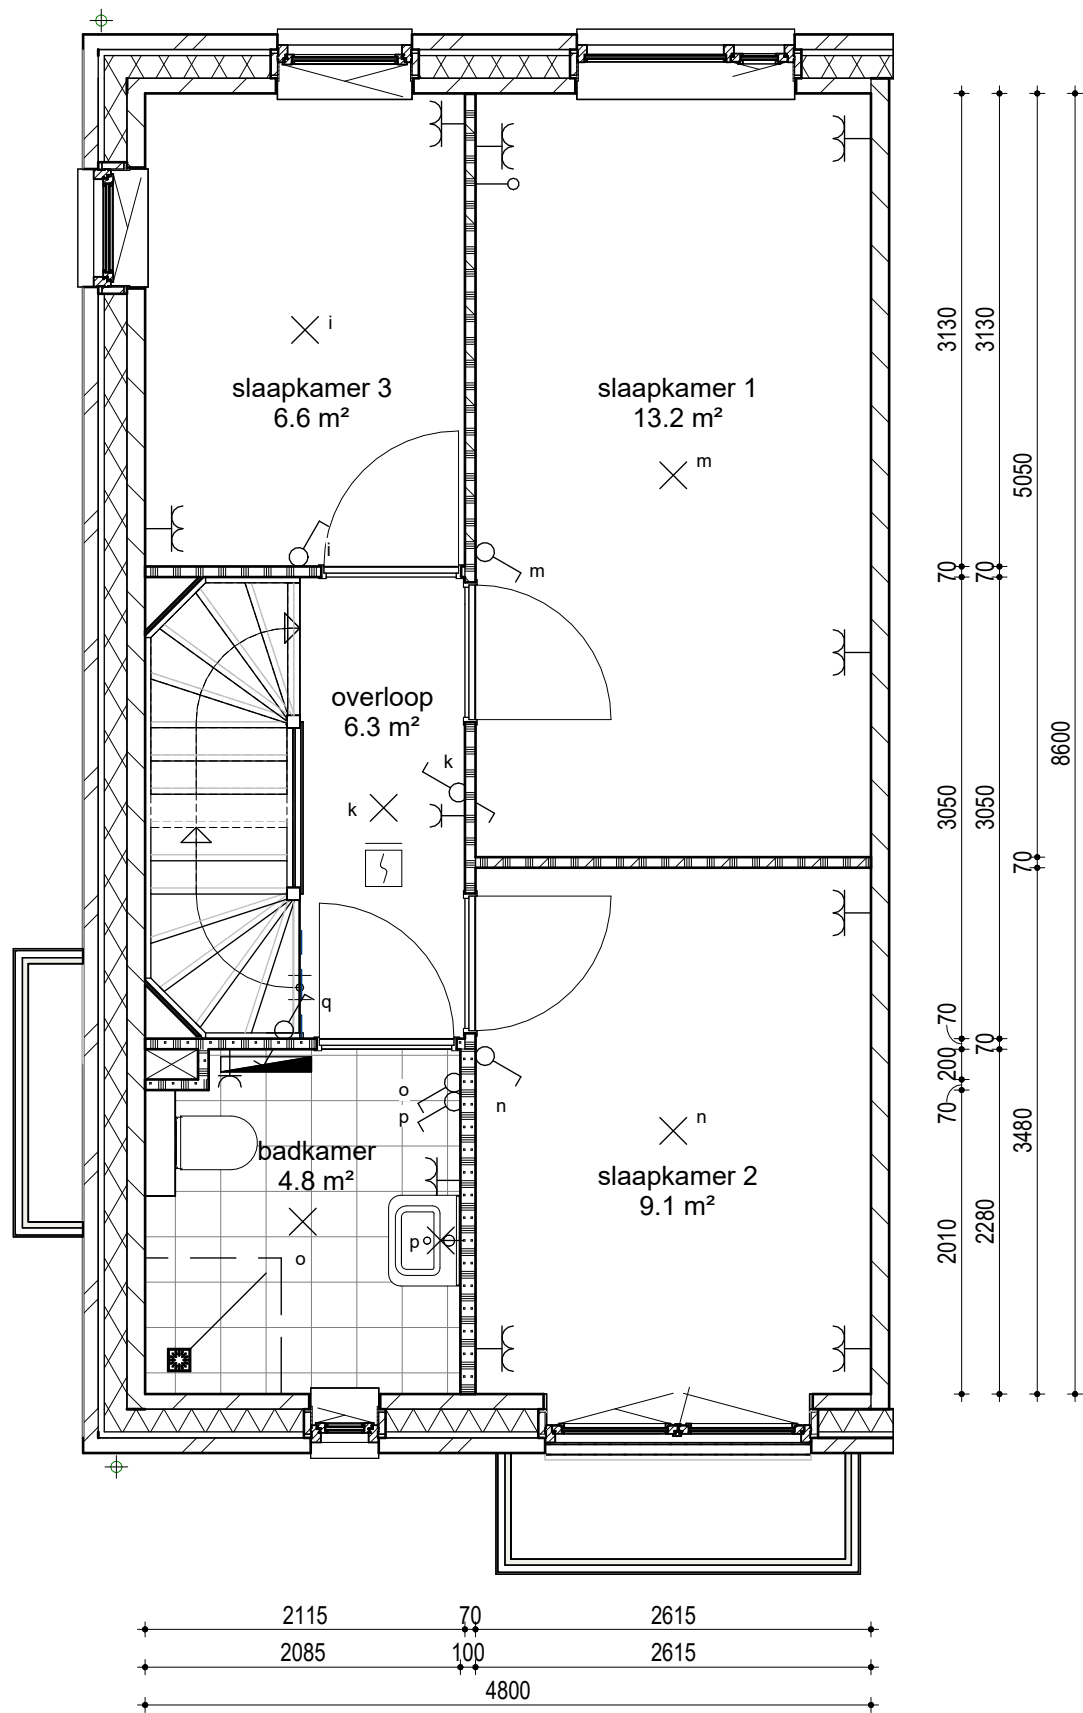 i
slaapkamer 3
6.6 m²
slaapkamer 1
13.2 m²
m
i
m
overloop
6.3 m²
k
k
q
o
p
n
badkamer
4.8 m²
n
slaapkamer 2
9.1 m²
p
o
3130
3130
5050
70
70
8600
3050
3050
70
70
200
70
70
3480
2010
2280
2115
70
2615
2085
100
2615
4800